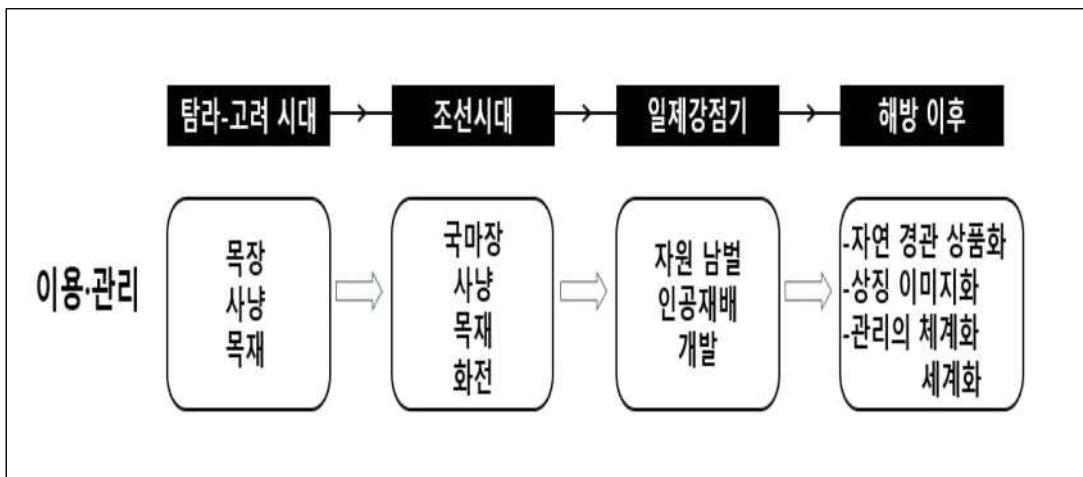 탐라-고려 시대
조선시대
일제강점기
해방 이후
이용·관리
목장
사냥
목재
국마장
사냥
목재
화전
자원 남벌
인공재배
개발
-자연 경관 상품화
-상징 이미지화
-관리의 체계화
세계화